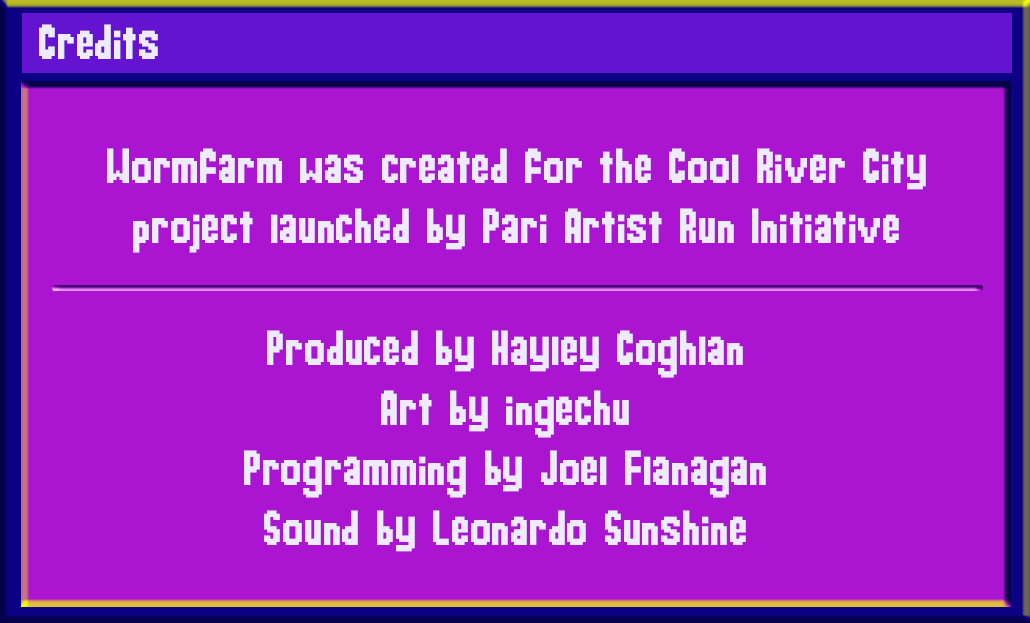 Credits
Wormfarm was created for the Cool River City
project launched by Pari Artist Run Initiative
Produced by Hayley Coghlan
Art by ingechu
Programming by Joel Flanagan
Sound by Leonardo Sunshine